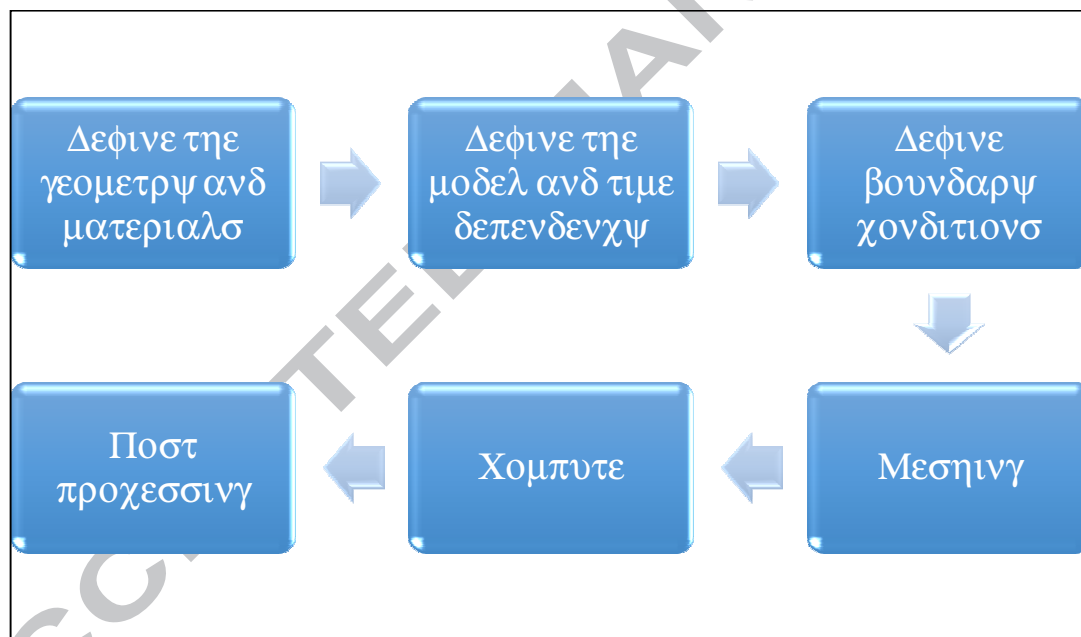 Δεφινε τηε
γεομετρψ ανδ
ματεριαλσ
Δεφινε τηε
μοδελ ανδ τιμε
δεπενδενχψ
Δεφινε
βουνδαρψ
χονδιτιονσ
Μεσηινγ
Χομπυτε
Ποστ
προχεσσινγ